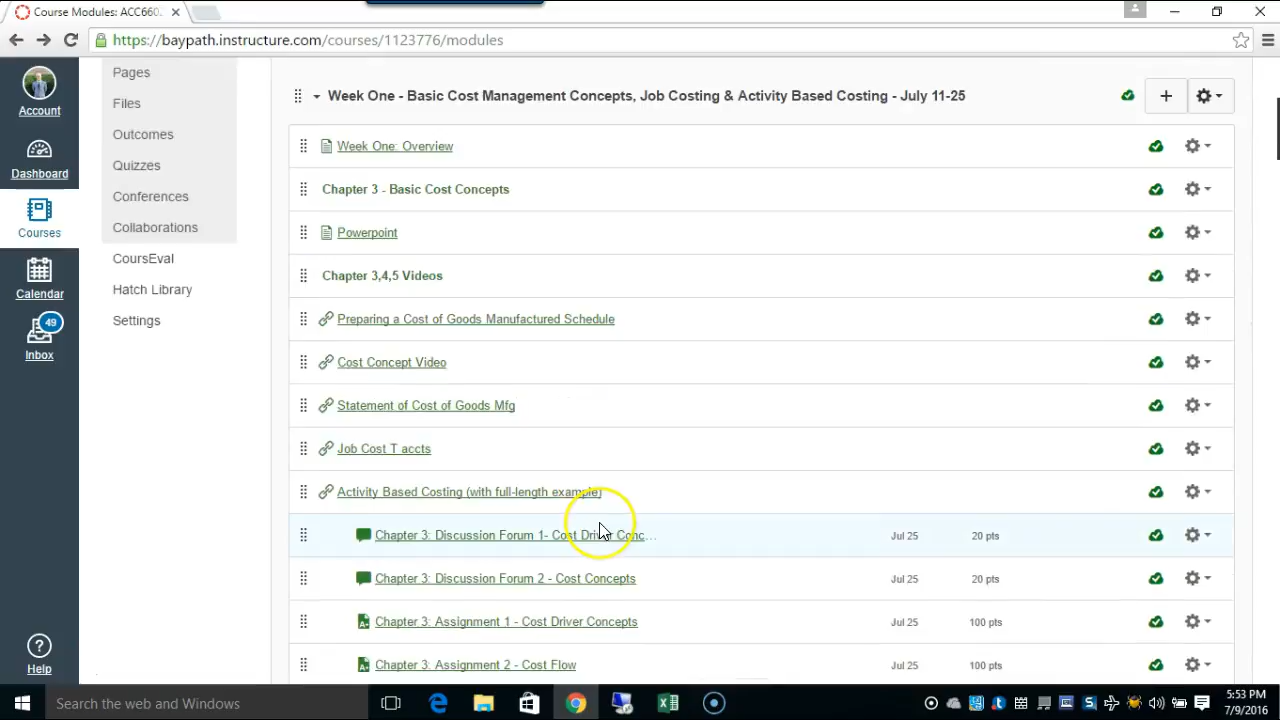 Course Modules: ACC660.
https://baypath.instructure.com/courses/1123776/modules
Account
Dashboard
Courses
Calendar
49
Inbox
Help
Pages
Files
Outcomes
Quizzes
Conferences
Collaborations
CoursEval
Hatch Library
Settings
Week One - Basic Cost Management Concepts, Job Costing & Activity Based Costing - July 11-25
Week One: Overview
Chapter 3 - Basic Cost Concepts
Powerpoint
Chapter 3,4,5 Videos
Preparing a Cost of Goods Manufactured Schedule
Cost Concept Video
Statement of Cost of Goods Mfg
Job Cost T accts
Activity Based Costing (with full-length example)
Chapter 3: Discussion Forum 1- Cost Driver Conc... Jul 25 20 pts
Chapter 3: Discussion Forum 2 - Cost Concepts Jul 25 20 pts
Chapter 3: Assignment 1 - Cost Driver Concepts Jul 25 100 pts
Chapter 3: Assignment 2 - Cost Flow Jul 25 100 pts
Search the web and Windows
5:53 PM
7/9/2016